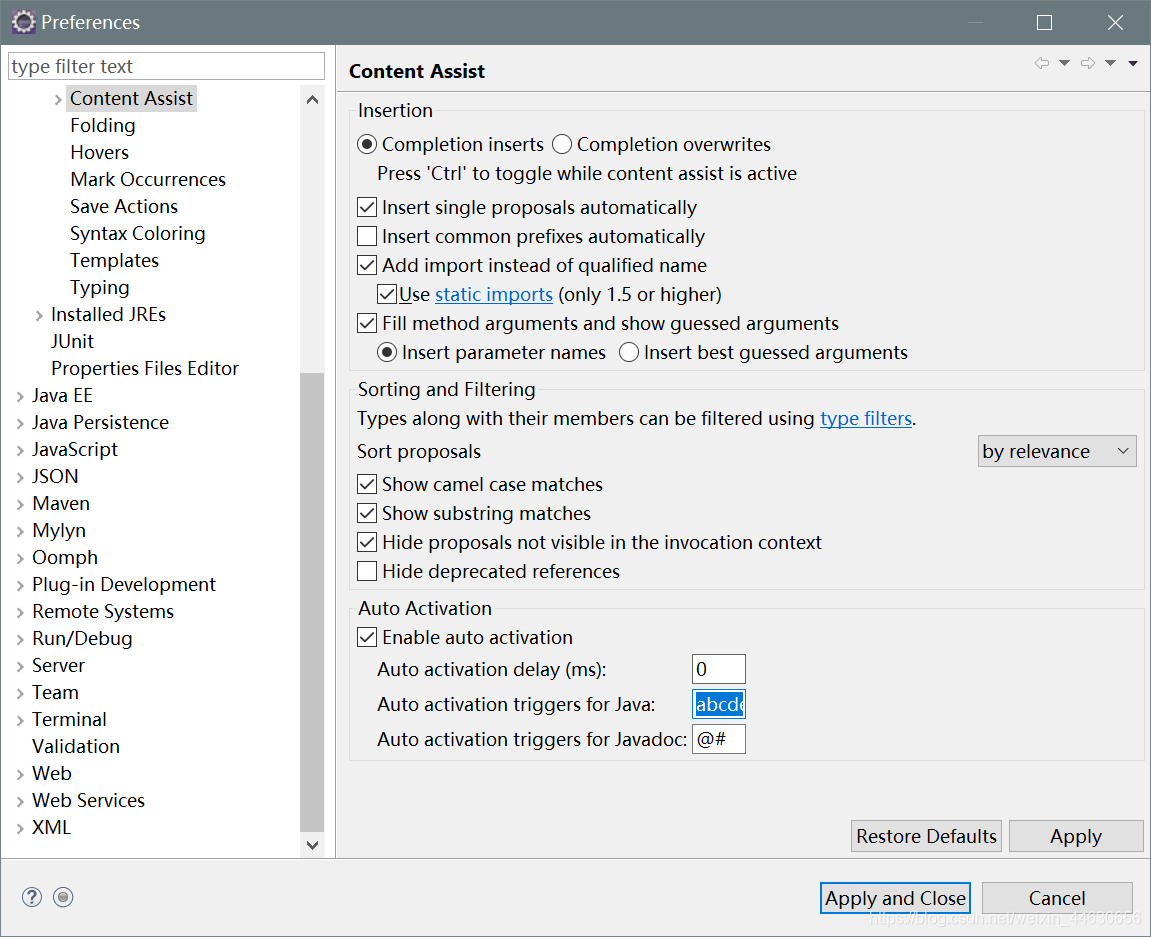 Preferences
type filter text
Content Assist
Folding
Hovers
Mark Occurrences
Save Actions
Syntax Coloring
Templates
Typing
Installed JREs
JUnit
Properties Files Editor
Java EE
Java Persistence
JavaScript
JSON
Maven
Mylyn
Oomph
Plug-in Development
Remote Systems
Run/Debug
Server
Team
Terminal
Validation
Web
Web Services
XML
Content Assist
Insertion
Completion inserts Completion overwrites
Press 'Ctrl' to toggle while content assist is active
Insert single proposals automatically
Insert common prefixes automatically
Add import instead of qualified name
Use static imports (only 1.5 or higher)
Fill method arguments and show guessed arguments
Insert parameter names Insert best guessed arguments
Sorting and Filtering
Types along with their members can be filtered using type filters.
Sort proposals by relevance
Show camel case matches
Show substring matches
Hide proposals not visible in the invocation context
Hide deprecated references
Auto Activation
Enable auto activation
Auto activation delay (ms): 0
Auto activation triggers for Java: abcde
Auto activation triggers for Javadoc: @#
Restore Defaults Apply
?
Apply and Close Cancel
https://blog.csdn.net/weixin_44630656